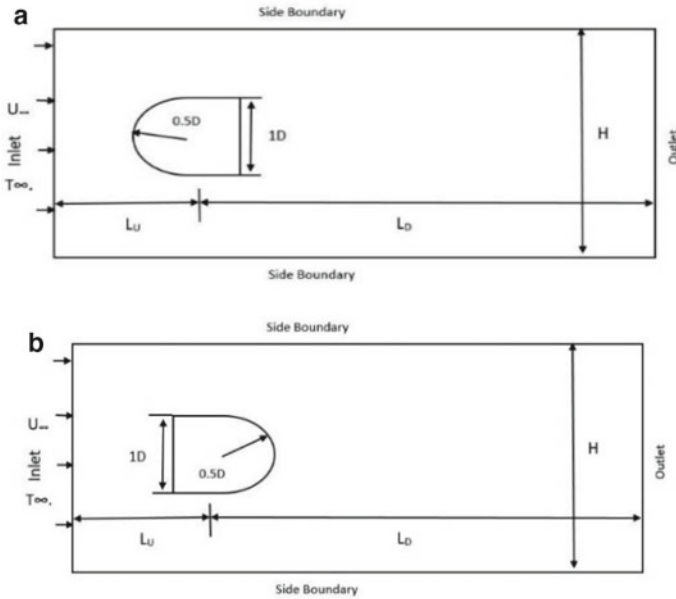 a
Side Boundary
U∞
Inlet
T∞.
0.5D
1D
H
Outlet
LU
LD
Side Boundary
b
Side Boundary
U∞
Inlet
T∞.
1D
0.5D
H
Outlet
LU
LD
Side Boundary